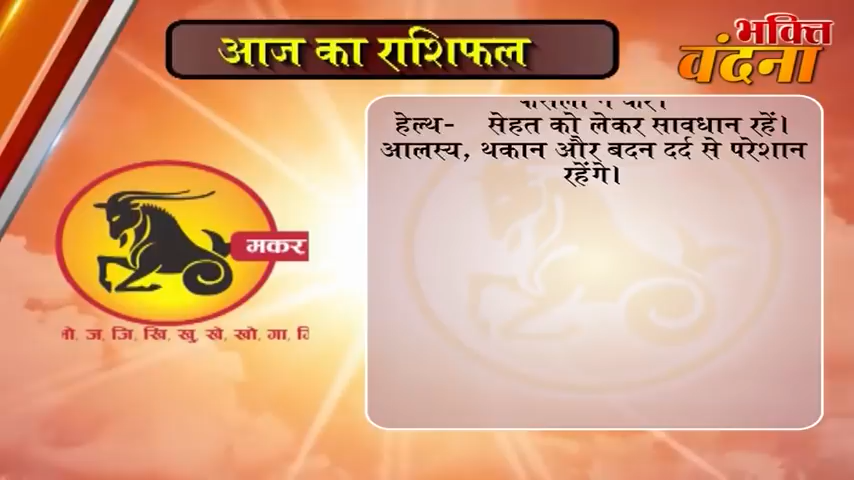 आज का राशिफल
भक्ति
वंदना
हेल्थ- सेहत को लेकर सावधान रहें।
आलस्य, थकान और बदन दर्द से परेशान
रहेंगे।
मकर
ज, जि, खि, खु, खे, खो, गा,